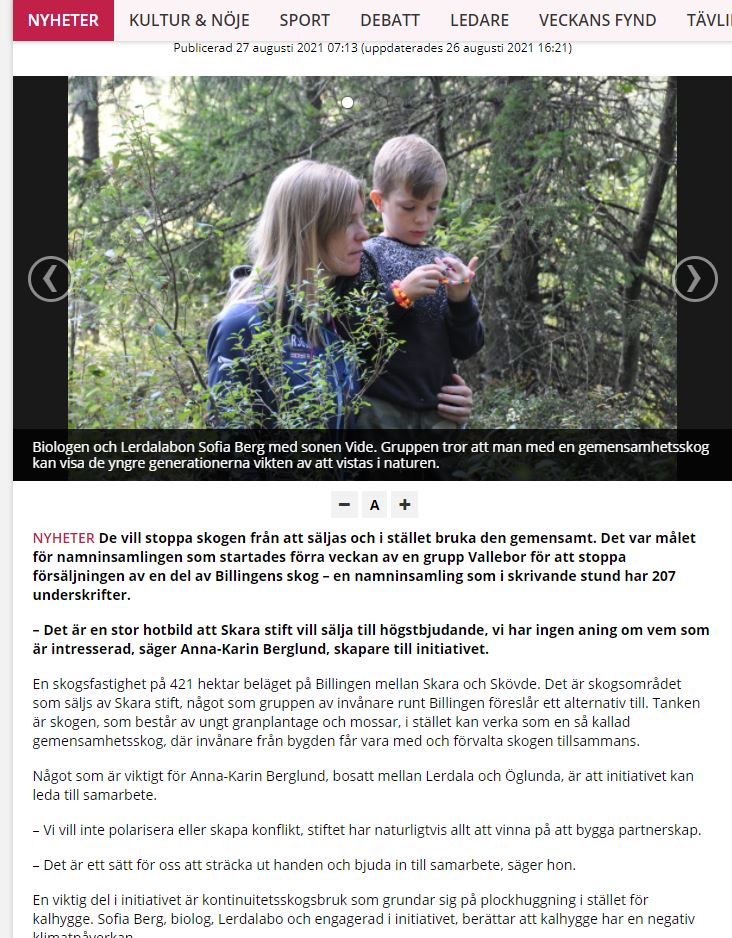 NYHETER KULTUR & NÖJE SPORT DEBATT LEDARE VECKANS FYND TÄVLI
Publicerad 27 augusti 2021 07:13 (uppdaterades 26 augusti 2021 16:21)
Biologen och Lerdalabon Sofia Berg med sonen Vide. Gruppen tror att man med en gemensamhetsskog
kan visa de yngre generationerna vikten av att vistas i naturen.
− A +
NYHETER De vill stoppa skogen från att säljas och i stället bruka den gemensamt. Det var målet
för namninsamlingen som startades förra veckan av en grupp Vallebor för att stoppa
försäljningen av en del av Billingens skog – en namninsamling som i skrivande stund har 207
underskrifter.
– Det är en stor hotbild att Skara stift vill sälja till högstbjudande, vi har ingen aning om vem som
är intresserad, säger Anna-Karin Berglund, skapare till initiativet.
En skogsfastighet på 421 hektar beläget på Billingen mellan Skara och Skövde. Det är skogsområdet
som säljs av Skara stift, något som gruppen av invånare runt Billingen föreslår ett alternativ till. Tanken
är skogen, som består av ungt granplantage och mossar, i stället kan verka som en så kallad
gemensamhetsskog, där invånare från bygden får vara med och förvalta skogen tillsammans.
Något som är viktigt för Anna-Karin Berglund, bosatt mellan Lerdala och Öglunda, är att initiativet kan
leda till samarbete.
– Vi vill inte polarisera eller skapa konflikt, stiftet har naturligtvis allt att vinna på att bygga partnerskap.
– Det är ett sätt för oss att sträcka ut handen och bjuda in till samarbete, säger hon.
En viktig del i initiativet är kontinuitetsskogsbruk som grundar sig på plockhuggning i stället för
kalhygge. Sofia Berg, biolog, Lerdalabo och engagerad i initiativet, berättar att kalhygge har en negativ
klimatpåverkan